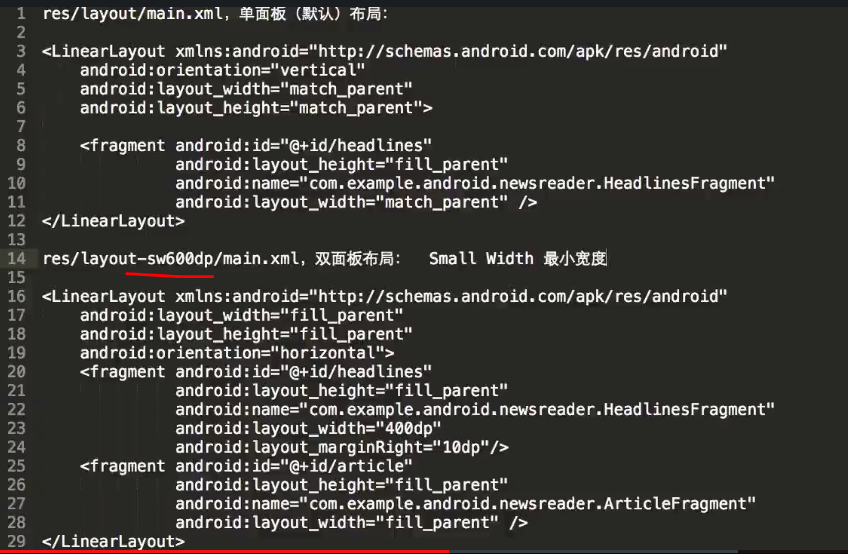 1 res/layout/main.xml，单面板（默认）布局：
2
3 <LinearLayout xmlns:android="http://schemas.android.com/apk/res/android"
4     android:orientation="vertical"
5     android:layout_width="match_parent"
6     android:layout_height="match_parent">
7
8     <fragment android:id="@+id/headlines"
9               android:layout_height="fill_parent"
10               android:name="com.example.android.newsreader.HeadlinesFragment"
11               android:layout_width="match_parent" />
12 </LinearLayout>
13
14 res/layout-sw600dp/main.xml，双面板布局：  Small Width 最小宽度
15
16 <LinearLayout xmlns:android="http://schemas.android.com/apk/res/android"
17     android:layout_width="fill_parent"
18     android:layout_height="fill_parent"
19     android:orientation="horizontal">
20     <fragment android:id="@+id/headlines"
21               android:layout_height="fill_parent"
22               android:name="com.example.android.newsreader.HeadlinesFragment"
23               android:layout_width="400dp"
24               android:layout_marginRight="10dp"/>
25     <fragment android:id="@+id/article"
26               android:layout_height="fill_parent"
27               android:name="com.example.android.newsreader.ArticleFragment"
28               android:layout_width="fill_parent" />
29 </LinearLayout>